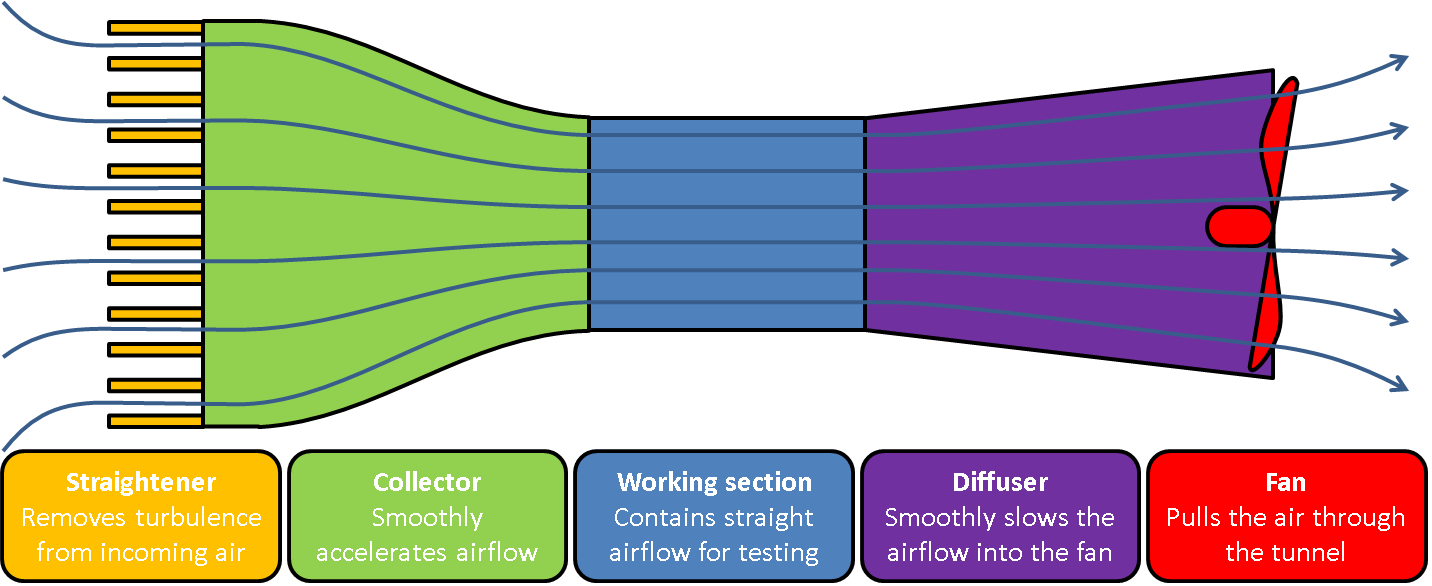 Straightener
Removes turbulence
from incoming air
Collector
Smoothly
accelerates airflow
Working section
Contains straight
airflow for testing
Diffuser
Smoothly slows the
airflow into the fan
Fan
Pulls the air through
the tunnel